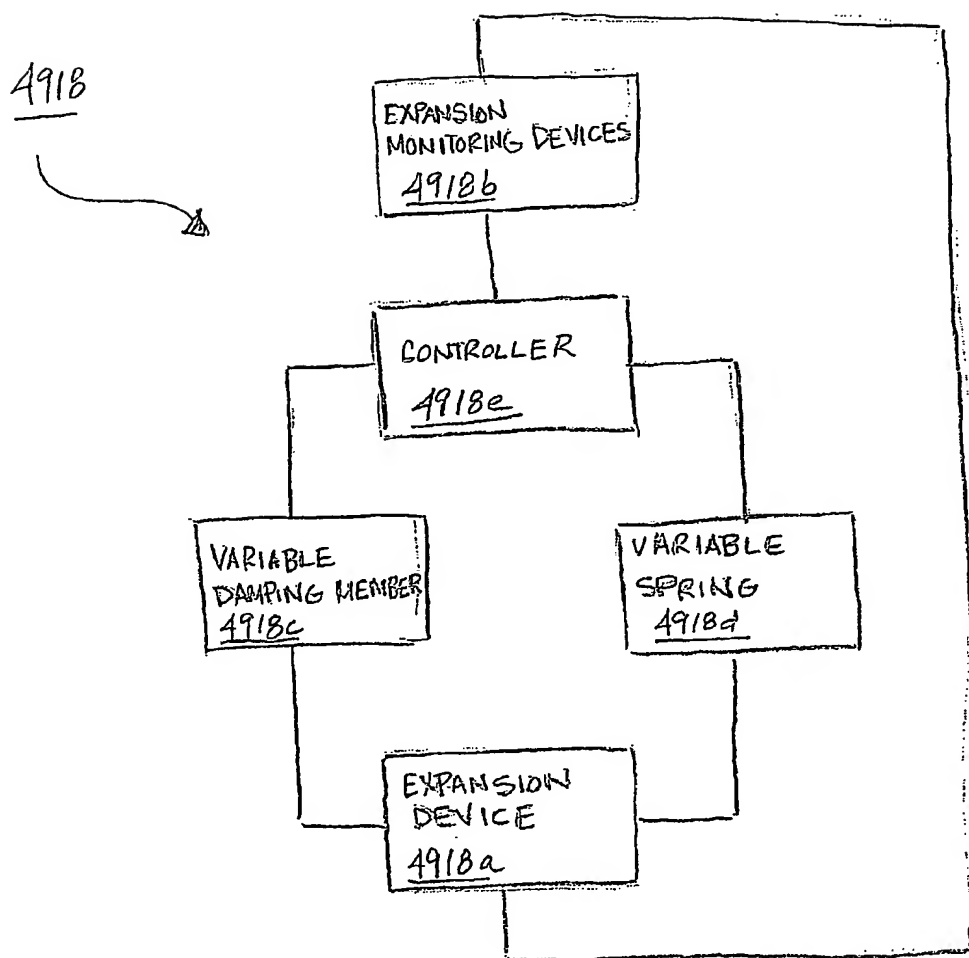 4918
EXPANSION
MONITORING DEVICES
4918b
CONTROLLER
4918e
VARIABLE
DAMPING MEMBER
4918c
VARIABLE
SPRING
4918d
EXPANSION
DEVICE
4918a